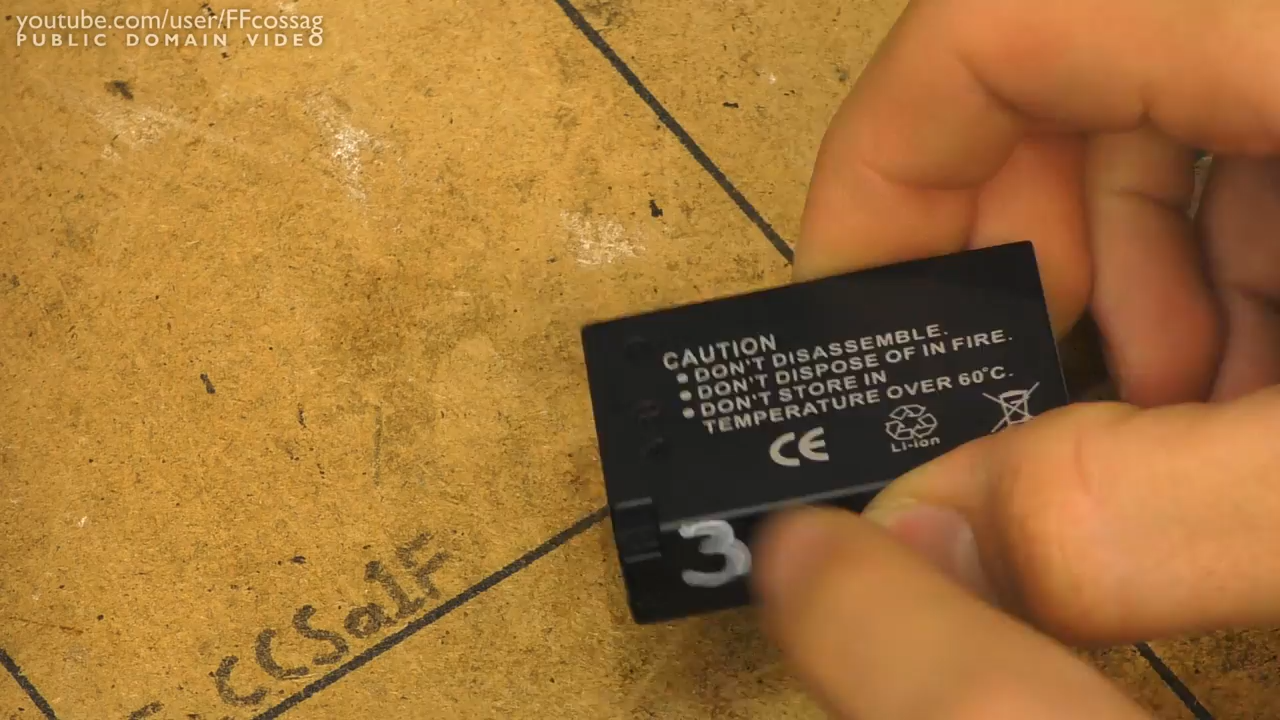 youtube.com/user/FFcossag
PUBLIC DOMAIN VIDEO
CAUTION
• DON'T DISASSEMBLE.
• DON'T DISPOSE OF IN FIRE.
• DON'T STORE IN
TEMPERATURE OVER 60°C.
CE
Li-ion
3